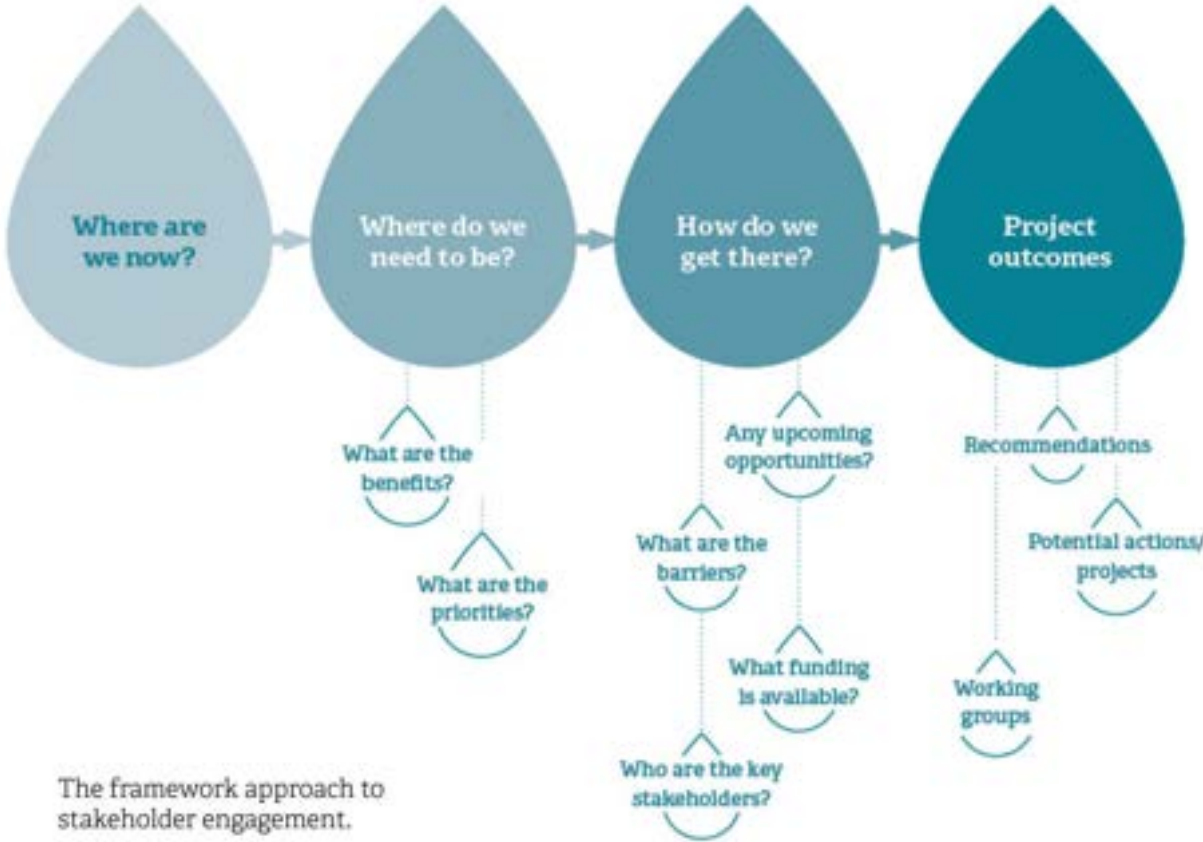 Where are
we now?
Where do we
need to be?
How do we
get there?
Project
outcomes
What are the
benefits?
What are the
priorities?
Any upcoming
opportunities?
What are the
barriers?
What funding
is available?
Who are the key
stakeholders?
Recommendations
Potential actions/
projects
Working
groups
The framework approach to
stakeholder engagement.